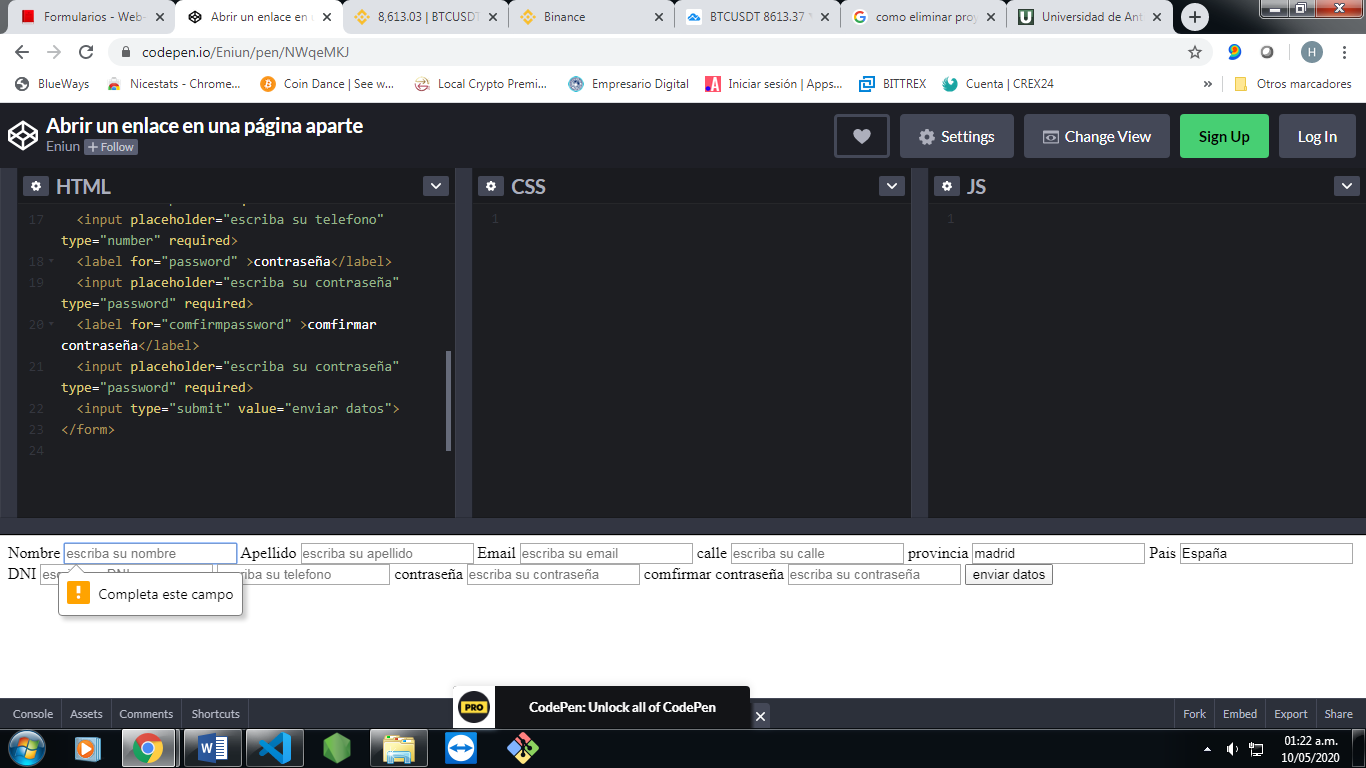 Formularios - Web-
Abrir un enlace en u
8,613.03 | BTCUSDT
Binance
BTCUSDT 8613.37
como eliminar proy
Universidad de Ant
codepen.io/Eniun/pen/NWqeMKJ
H
BlueWays
Nicestats - Chrome...
Coin Dance | See w...
Local Crypto Premi...
Empresario Digital
Iniciar sesión | Apps...
BITTREX
Cuenta | CREX24
»
Otros marcadores
Abrir un enlace en una página aparte
Eniun + Follow
Settings
Change View
Sign Up
Log In
HTML
CSS
JS
17 <input placeholder="escriba su telefono"
type="number" required>
18 <label for="password" >contraseña</label>
19 <input placeholder="escriba su contraseña"
type="password" required>
20 <label for="comfirmpassword" >comfirmar
contraseña</label>
21 <input placeholder="escriba su contraseña"
type="password" required>
22 <input type="submit" value="enviar datos">
23 </form>
24
1
1
Nombre escriba su nombre Apellido escriba su apellido Email escriba su email calle escriba su calle provincia madrid Pais España
DNI su telefono contraseña escriba su contraseña comfirmar contraseña escriba su contraseña enviar datos
Completa este campo
PRO CodePen: Unlock all of CodePen
Console Assets Comments Shortcuts
Fork Embed Export Share
01:22 a.m.
10/05/2020